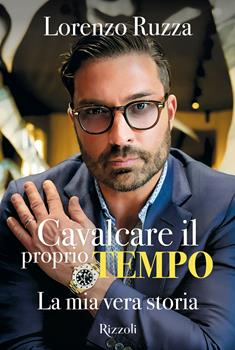 Lorenzo Ruzza
Cavalcare il
proprio TEMPO
La mia vera storia
Rizzoli